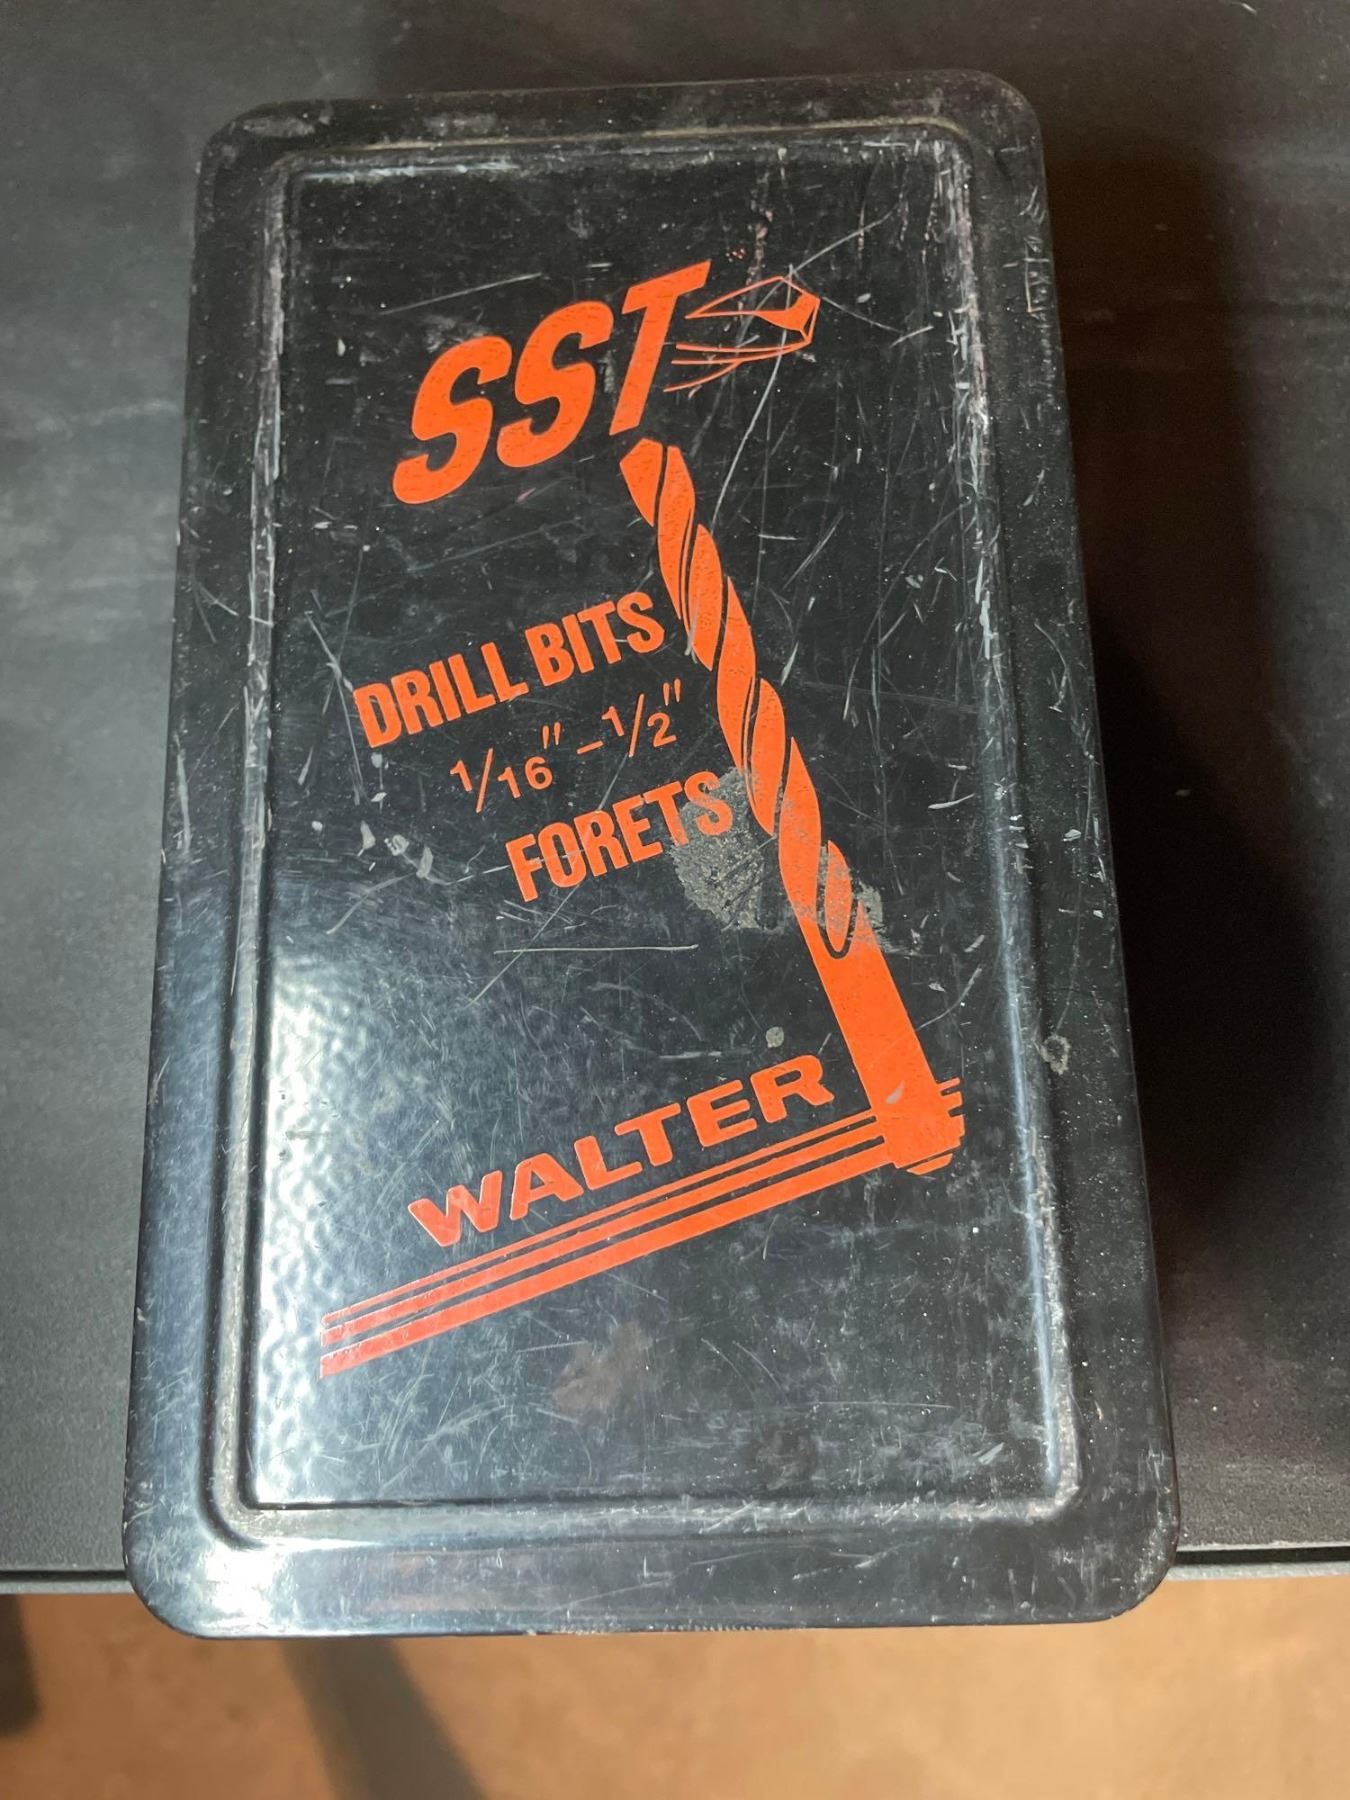 SST
DRILL BITS
1/16" - 1/2"
FORETS
WALTER